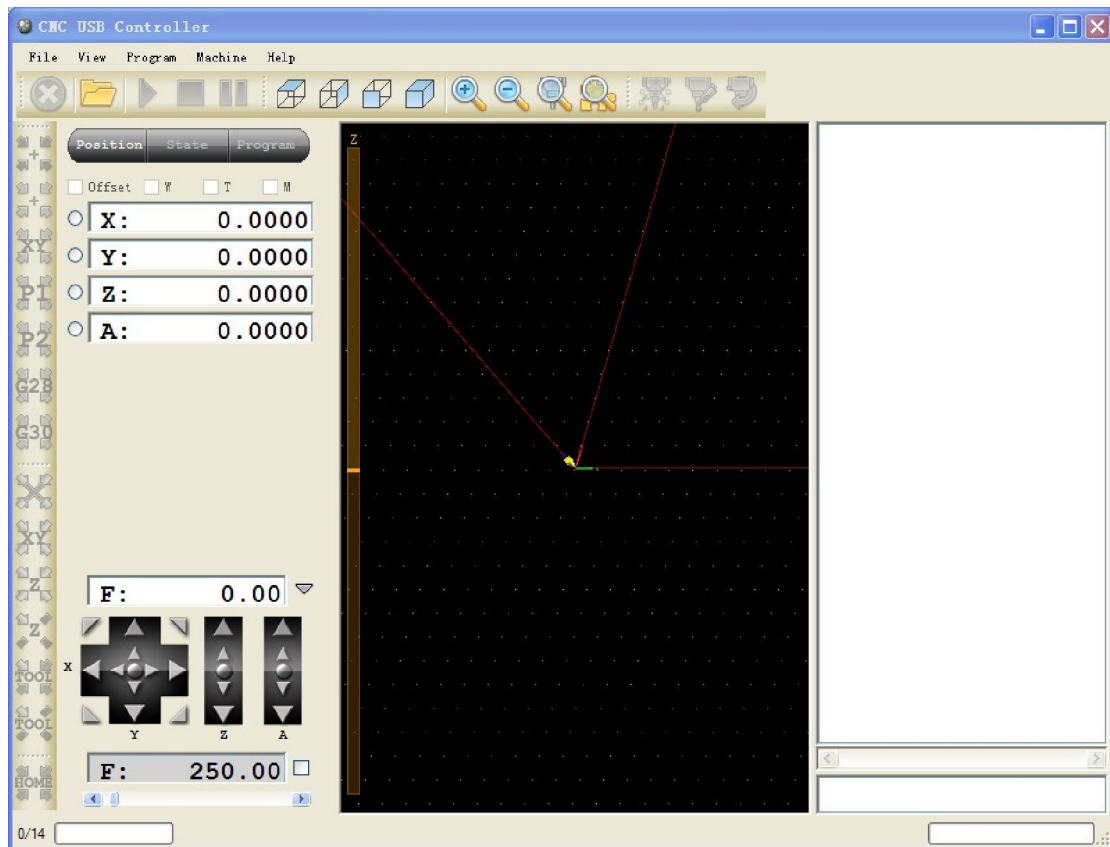 CNC USB Controller
File View Program Machine Help
Position State Program
Offset W T M
X: 0.0000
Y: 0.0000
Z: 0.0000
A: 0.0000
F: 0.00
X
Y Z A
F: 250.00
0/14
Z
+
+
XY
P1
P2
G28
G30
XY
Z
Z
TOOL
TOOL
HOME